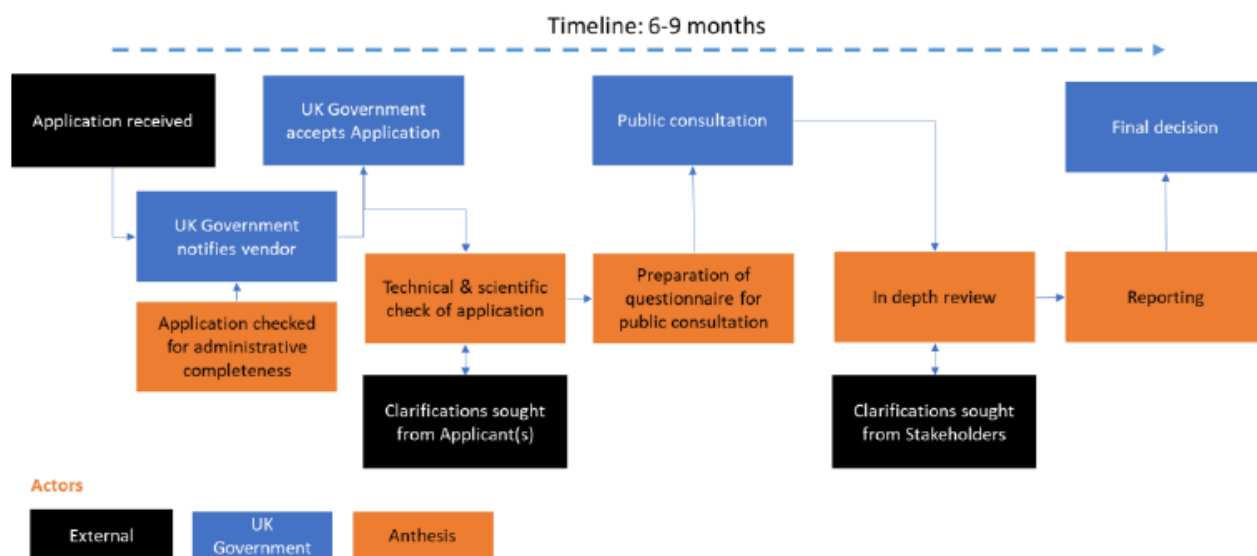 Timeline: 6-9 months
Application received
UK Government
accepts Application
Public consultation
Final decision
UK Government
notifies vendor
Technical & scientific
check of application
Preparation of
questionnaire for
public consultation
In depth review
Reporting
Application checked
for administrative
completeness
Clarifications sought
from Applicant(s)
Clarifications sought
from Stakeholders
Actors
External
UK
Government
Anthesis